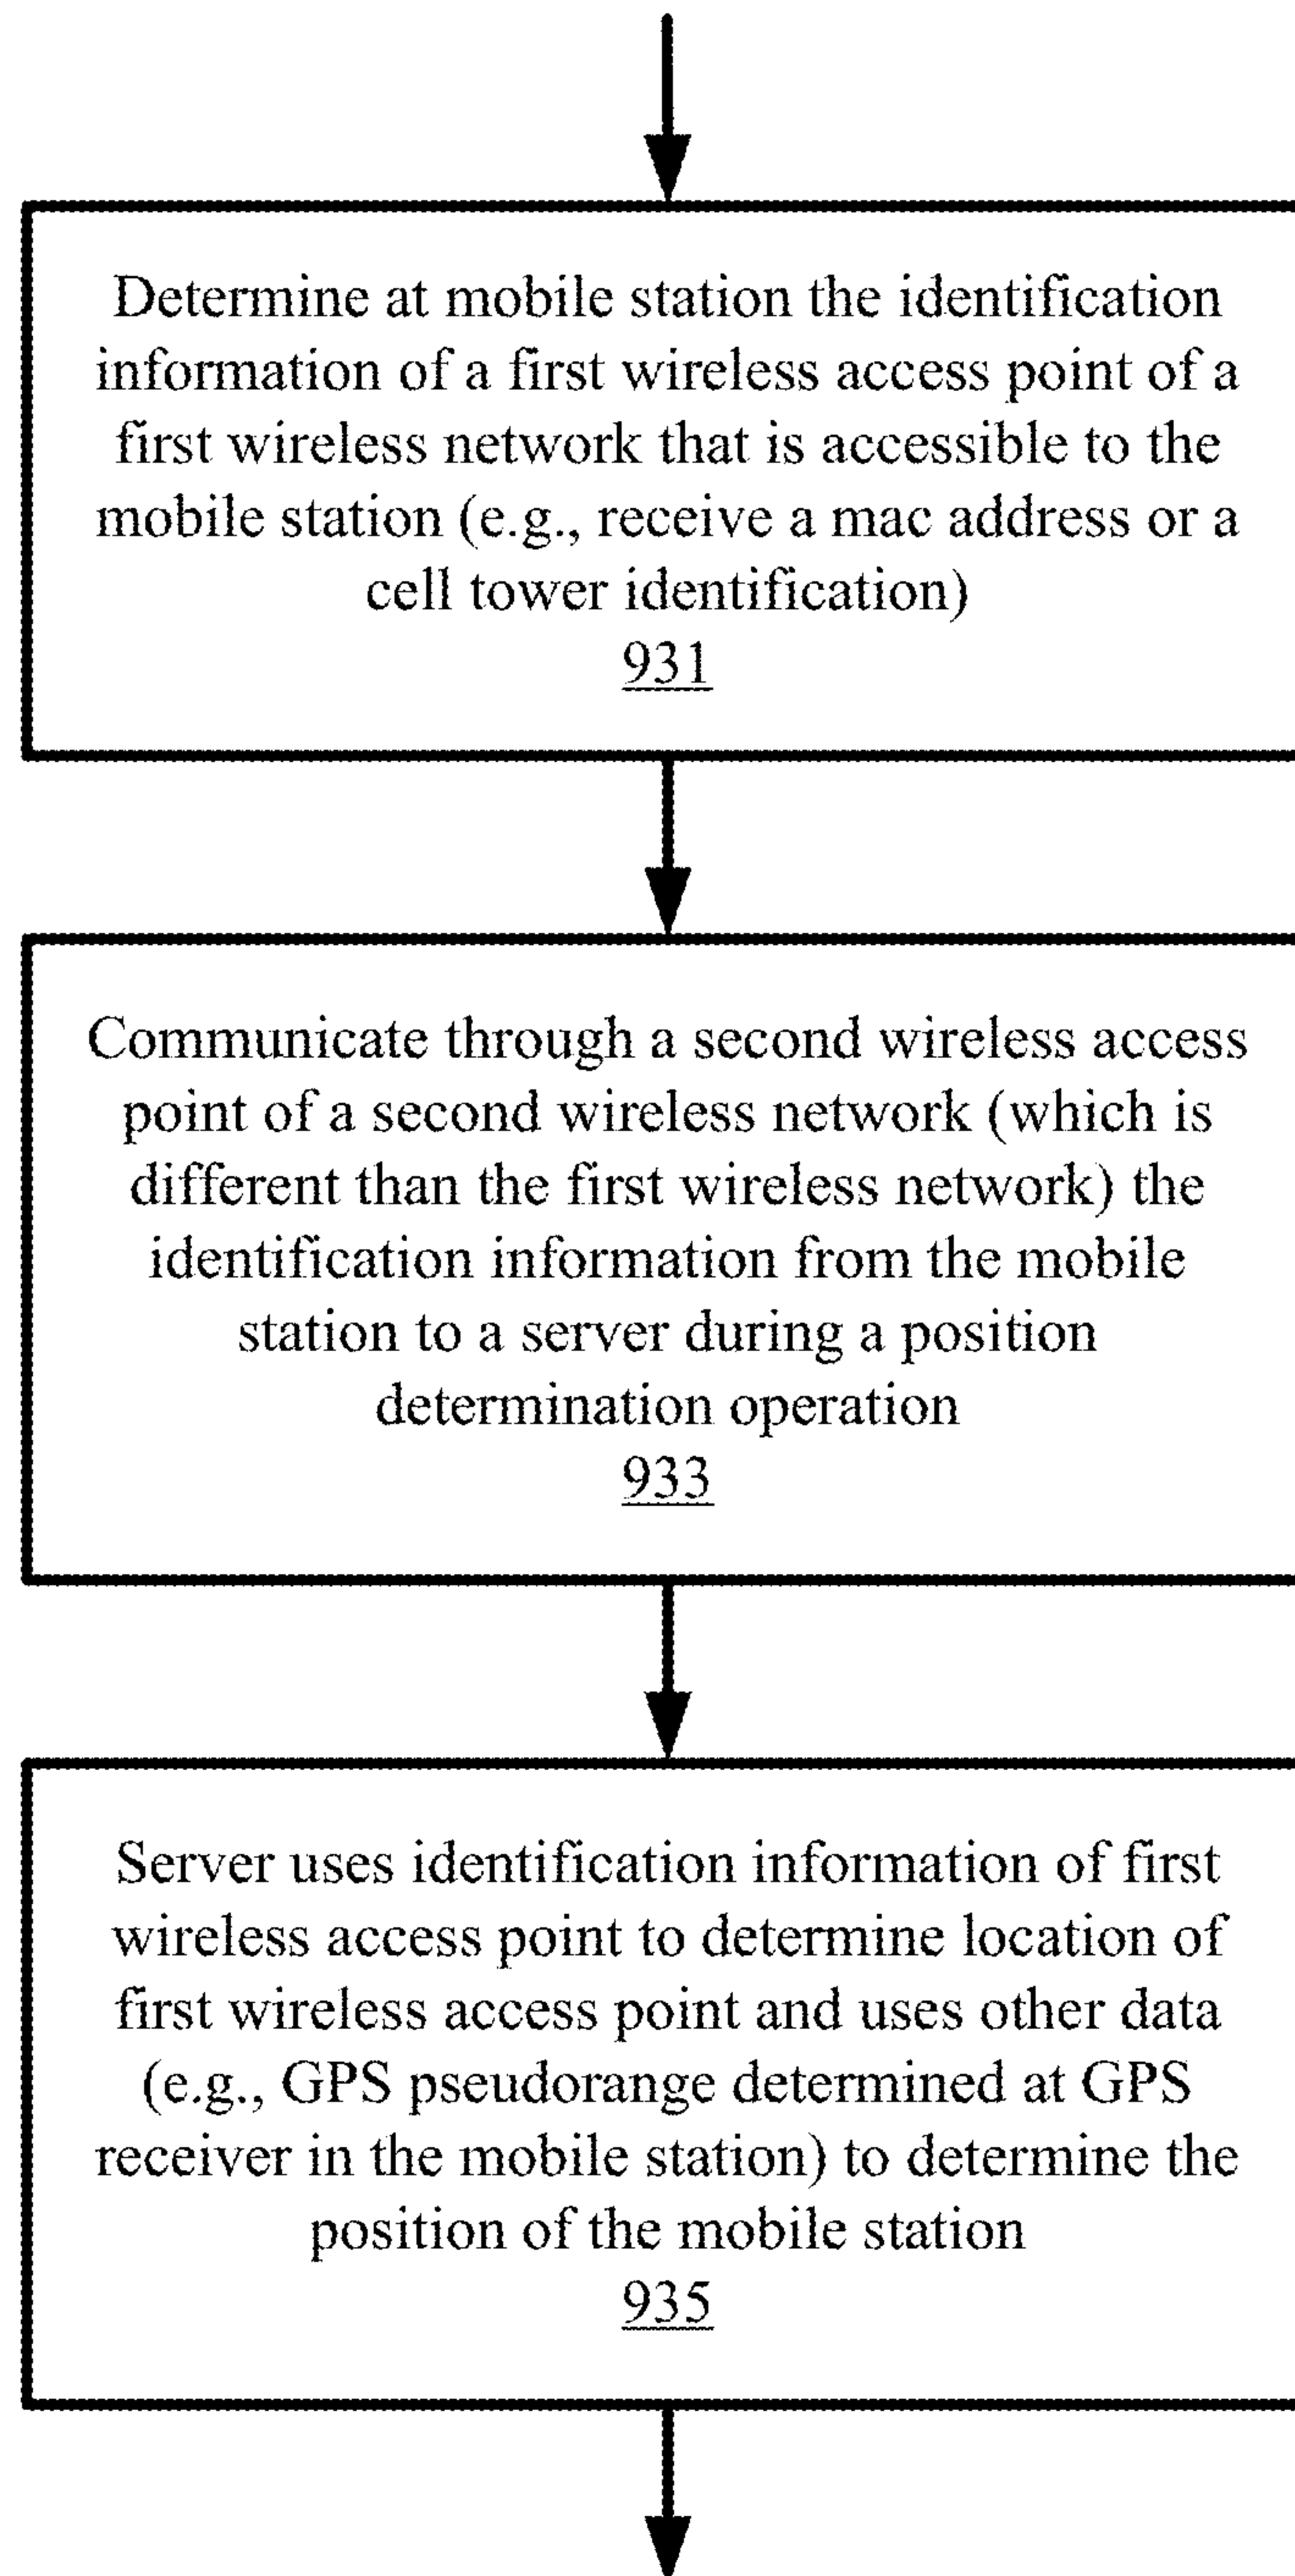 Determine at mobile station the identification
information of a first wireless access point of a
first wireless network that is accessible to the
mobile station (e.g., receive a mac address or a
cell tower identification)
931
Communicate through a second wireless access
point of a second wireless network (which is
different than the first wireless network) the
identification information from the mobile
station to a server during a position
determination operation
933
Server uses identification information of first
wireless access point to determine location of
first wireless access point and uses other data
(e.g., GPS pseudorange determined at GPS
receiver in the mobile station) to determine the
position of the mobile station
935